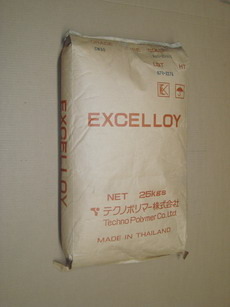 EXCELLOY
NET 25kgs
テクノポリマー株式会社
Techno Polymer Co.Ltd
MADE IN THAILAND
EXCELLOY